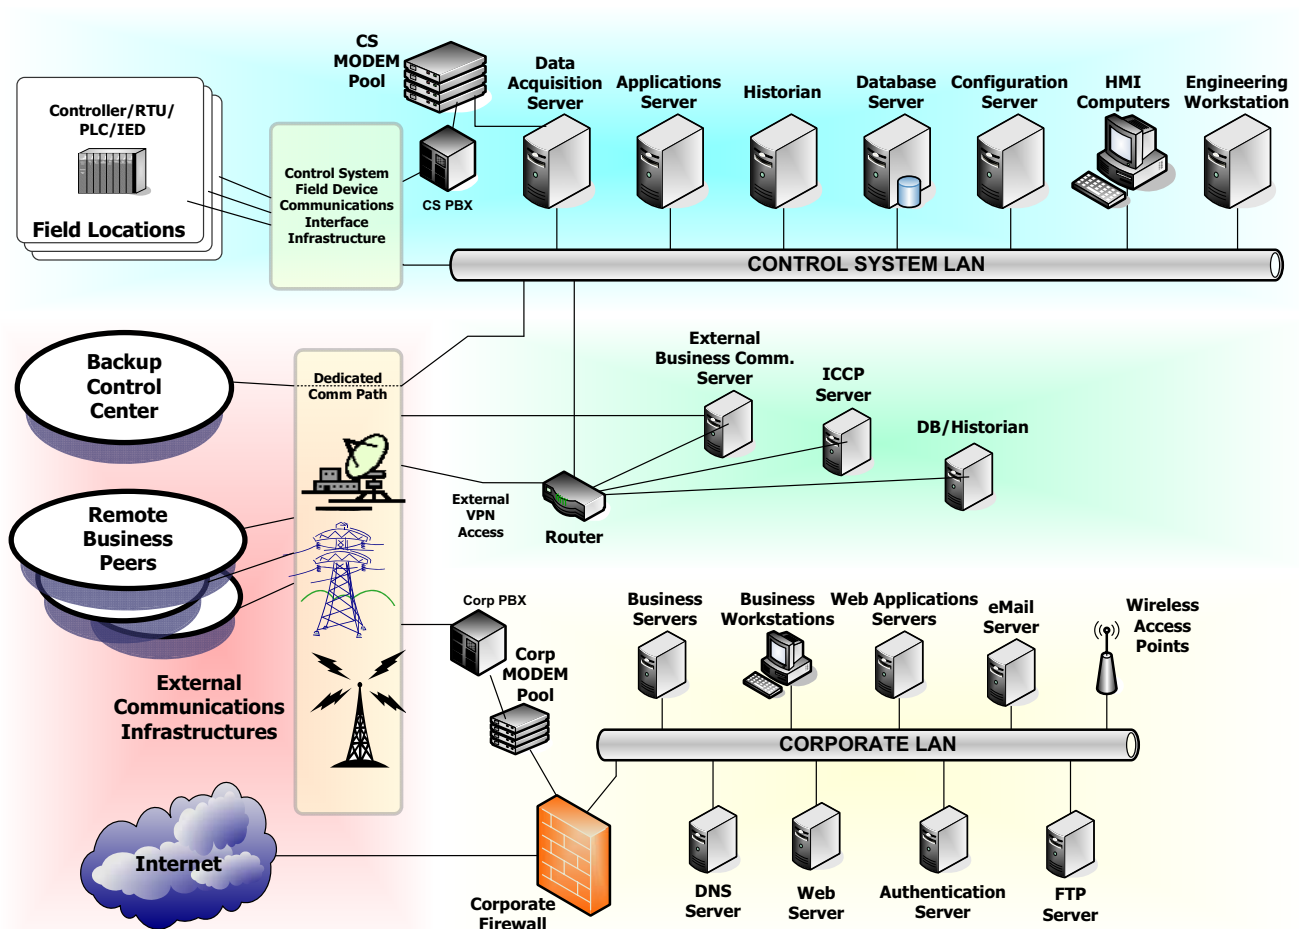 CS
MODEM
Pool
Data
Acquisition
Server
Applications
Server
Historian
Database
Server
Configuration
Server
HMI
Computers
Engineering
Workstation
Controller/RTU/
PLC/IED
Field Locations
Control System
Field Device
Communications
Interface
Infrastructure
CS PBX
CONTROL SYSTEM LAN
Backup
Control
Center
Dedicated
Comm Path
External
Business Comm.
Server
ICCP
Server
DB/Historian
External
VPN
Access
Router
Remote
Business
Peers
External
Communications
Infrastructures
Corp PBX
Corp
MODEM
Pool
Business
Servers
Business
Workstations
Web Applications
Servers
eMail
Server
Wireless
Access
Points
CORPORATE LAN
Internet
Corporate
Firewall
DNS
Server
Web
Server
Authentication
Server
FTP
Server